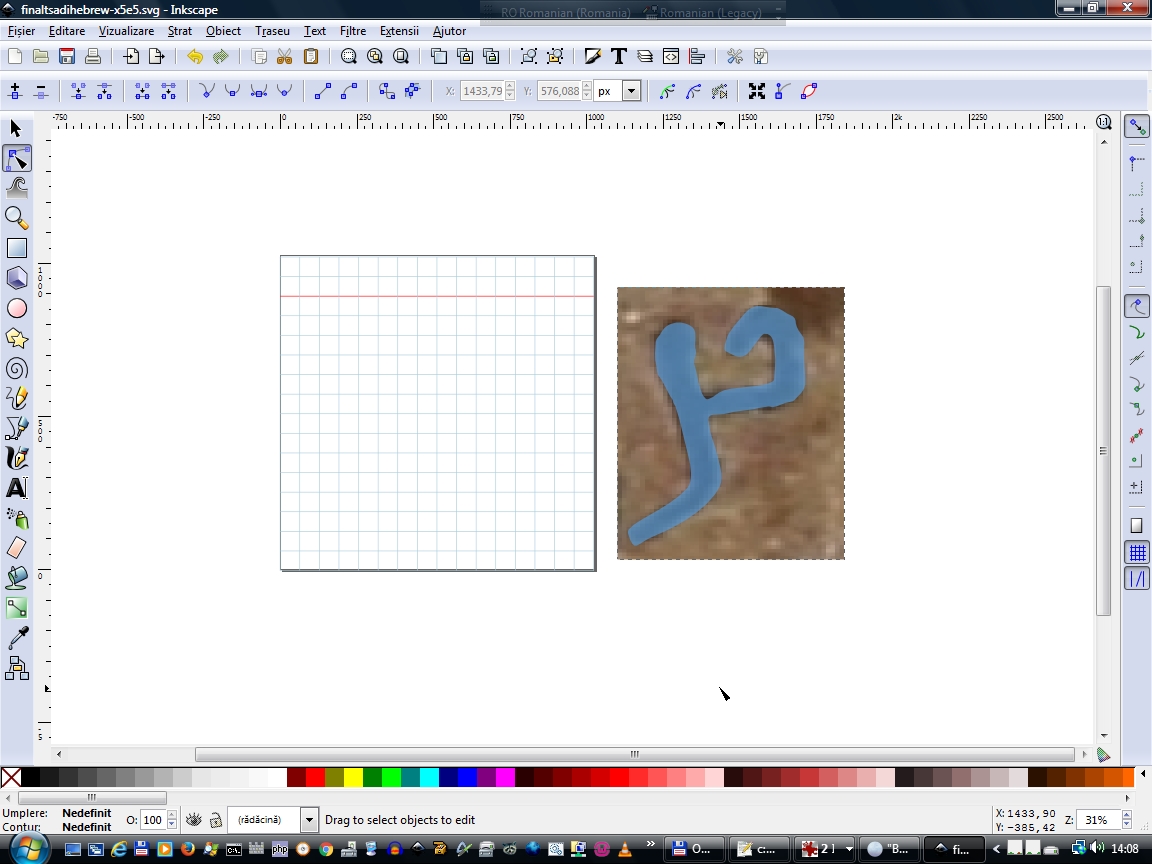 finaltsadihebrew-x5e5.svg - Inkscape
RO Romanian (Romania) Romanian (Legacy)
Fișier Editare Vizualizare Strat Obiect Traseu Text Filtre Extensii Ajutor
X: 1433,79 Y: 576,088 px
-750 -500 -250 0 250 500 750 1000 1250 1500 1750 2k 2250 2500
1000
500
0
-5
Umplere: Nedefinit O: 100 (rădăcină) Drag to select objects to edit X: 1433,90 Z: 31%
Contur: Nedefinit Y: -385,42
C:\_ php O... c:... 2 "B... fi... 14:08